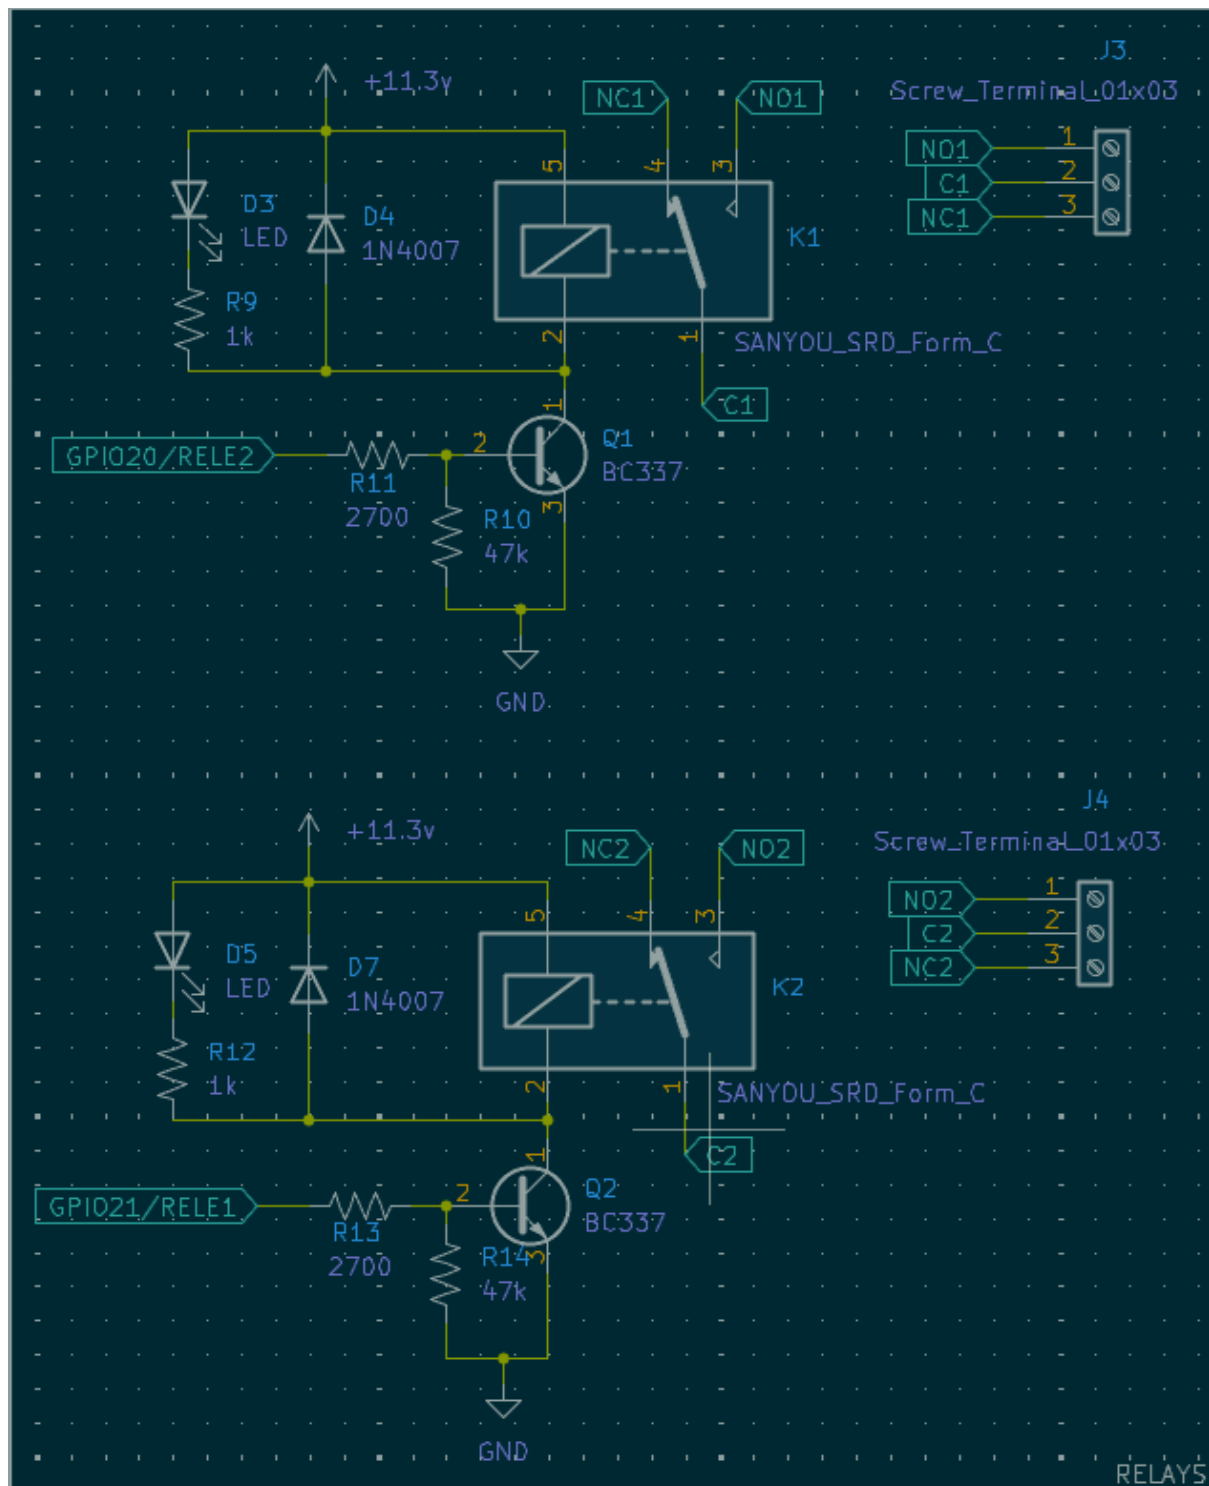 J3
+11.3v
Screw_Terminal_01x03
NC1
NO1
NO1
1
C1
2
NC1
3
5
4
3
D3
LED
D4
1N4007
K1
R9
1k
2
1
SANYOU_SRD_Form_C
C1
1
GPIO20/RELE2
2
Q1
BC337
R11
2700
3
R10
47k
GND
J4
+11.3v
Screw_Terminal_01x03
NC2
NO2
NO2
1
C2
2
NC2
3
5
4
3
D5
LED
D7
1N4007
K2
R12
1k
2
1
SANYOU_SRD_Form_C
C2
1
GPIO21/RELE1
2
Q2
BC337
R13
2700
3
R14
47k
GND
RELAYS